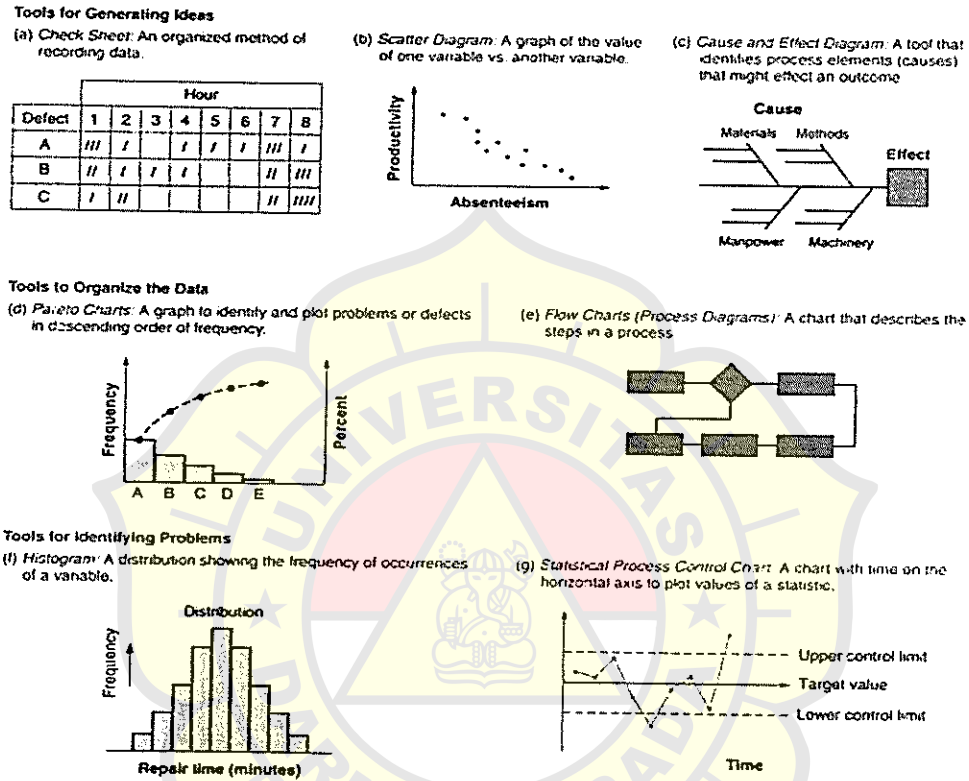 Tools for Generating Ideas
(a) Check Sheet: An organized method of
recording data.
Hour
Defect 1 2 3 4 5 6 7 8
A /// / / / / /// /
B // / / / // ///
C / // // ////
(b) Scatter Diagram: A graph of the value
of one variable vs. another variable.
Productivity
Absenteeism
(c) Cause and Effect Diagram: A tool that
identifies process elements (causes)
that might effect an outcome
Cause
Materials Methods
Effect
Manpower Machinery
Tools to Organize the Data
(d) Pareto Charts: A graph to identify and plot problems or defects
in descending order of frequency.
Frequency
Percent
A B C D E
(e) Flow Charts (Process Diagrams): A chart that describes the
steps in a process
Tools for Identifying Problems
(f) Histogram: A distribution showing the frequency of occurrences
of a variable.
Distribution
Frequency
Repair time (minutes)
(g) Statistical Process Control Chart: A chart with time on the
horizontal axis to plot values of a statistic.
Upper control limit
Target value
Lower control limit
Time
UNIVERSITAS
DAR
ADA